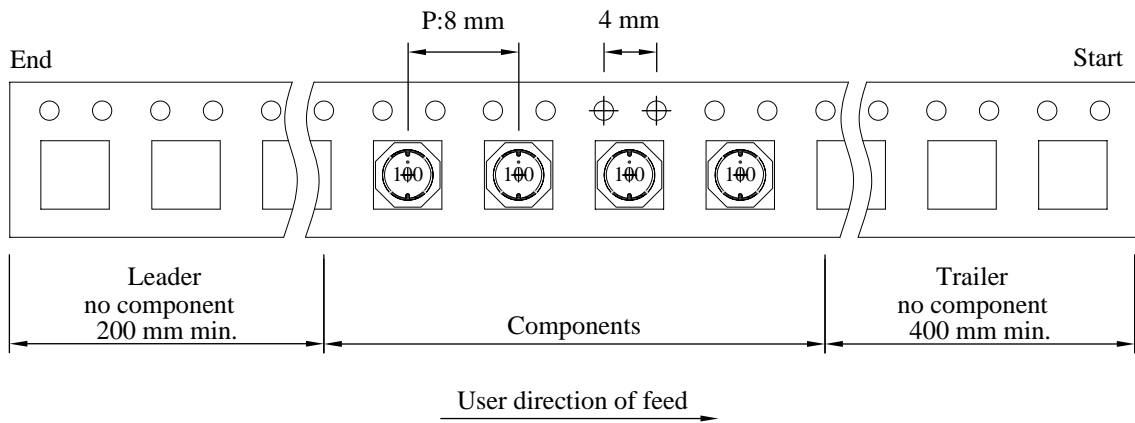 P:8 mm
4 mm
End
Start
100
100
100
100
Leader
no component
200 mm min.
Components
Trailer
no component
400 mm min.
User direction of feed